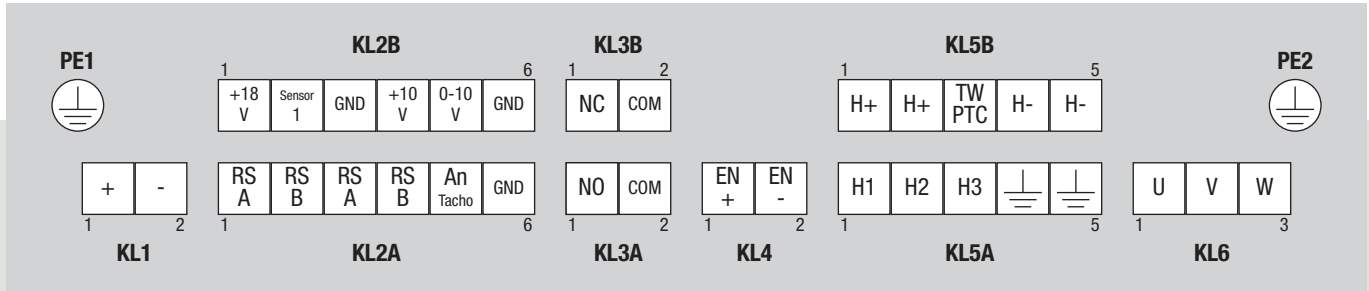 KL2B KL3B KL5B
PE1 PE2
1 6 1 2 1 5
+18 V Sensor 1 GND +10 V 0-10 V GND NC COM H+ H+ TW PTC H- H-
+ - RS A RS B RS A RS B An Tacho GND NO COM EN + EN - H1 H2 H3 U V W
1 2 1 6 1 2 1 2 1 5 1 3
KL1 KL2A KL3A KL4 KL5A KL6